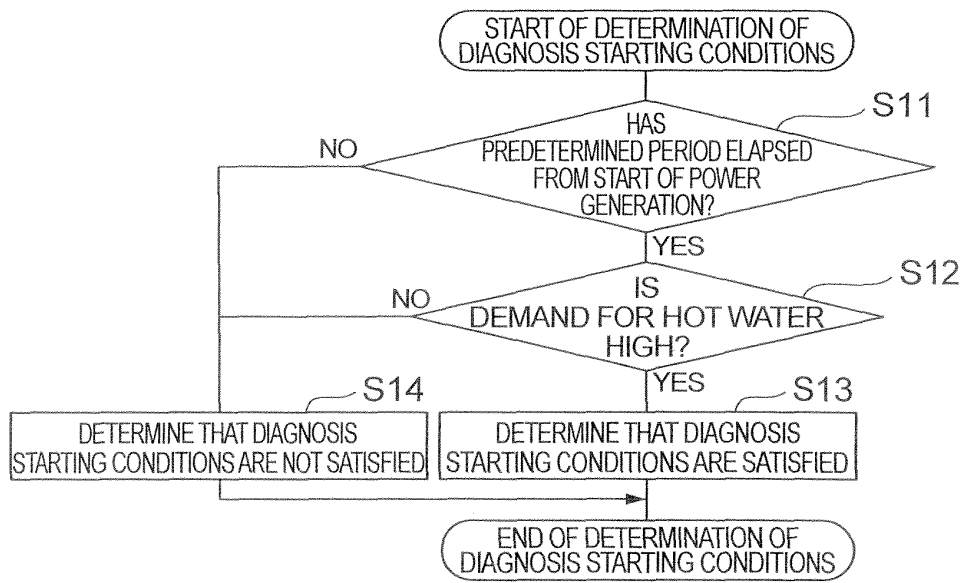 START OF DETERMINATION OF
DIAGNOSIS STARTING CONDITIONS
S11
HAS
PREDETERMINED PERIOD ELAPSED
FROM START OF POWER
GENERATION?
NO
YES
S12
IS
DEMAND FOR HOT WATER
HIGH?
NO
YES
S14
DETERMINE THAT DIAGNOSIS
STARTING CONDITIONS ARE NOT SATISFIED
S13
DETERMINE THAT DIAGNOSIS
STARTING CONDITIONS ARE SATISFIED
END OF DETERMINATION OF
DIAGNOSIS STARTING CONDITIONS